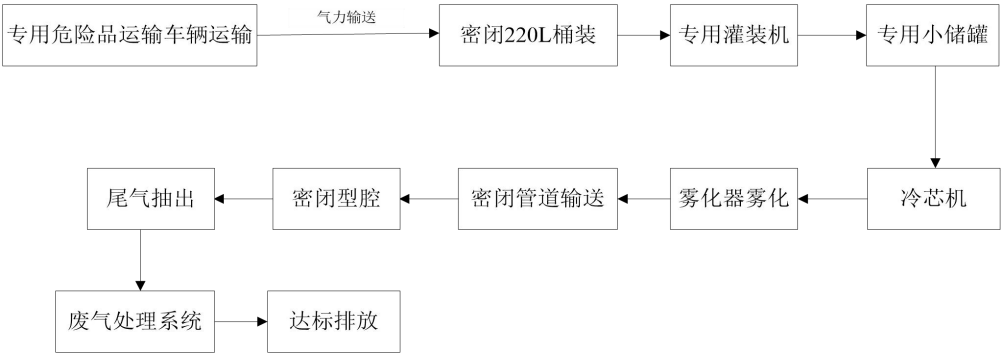 专用危险品运输车辆运输
气力输送
密闭220L桶装
专用灌装机
专用小储罐
冷芯机
雾化器雾化
密闭管道输送
密闭型腔
尾气抽出
废气处理系统
达标排放